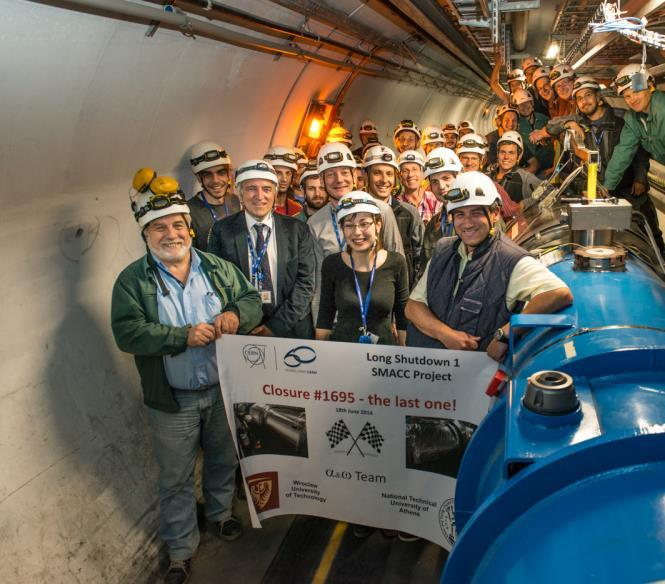 CERN
Long Shutdown 1
SMACC Project
Closure #1695 - the last one!
18th June 2014
α&ω Team
Wroclaw
University
of Technology
National Technical
University of
Athens